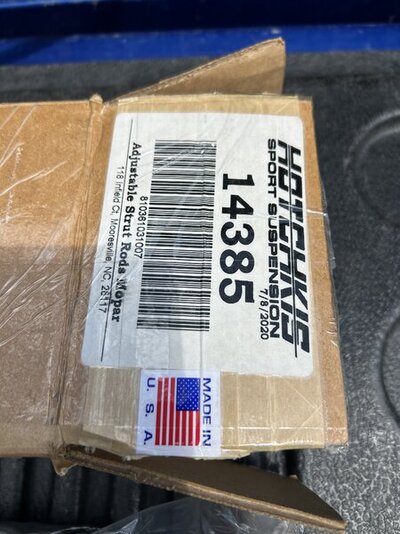 HOTCHKIS
SPORT SUSPENSION
7/8/2020
14385
810361031007
Adjustable Strut Rods Mopar
118 Infield Ct, Mooresville, NC, 28117
MADE IN
U. S. A.